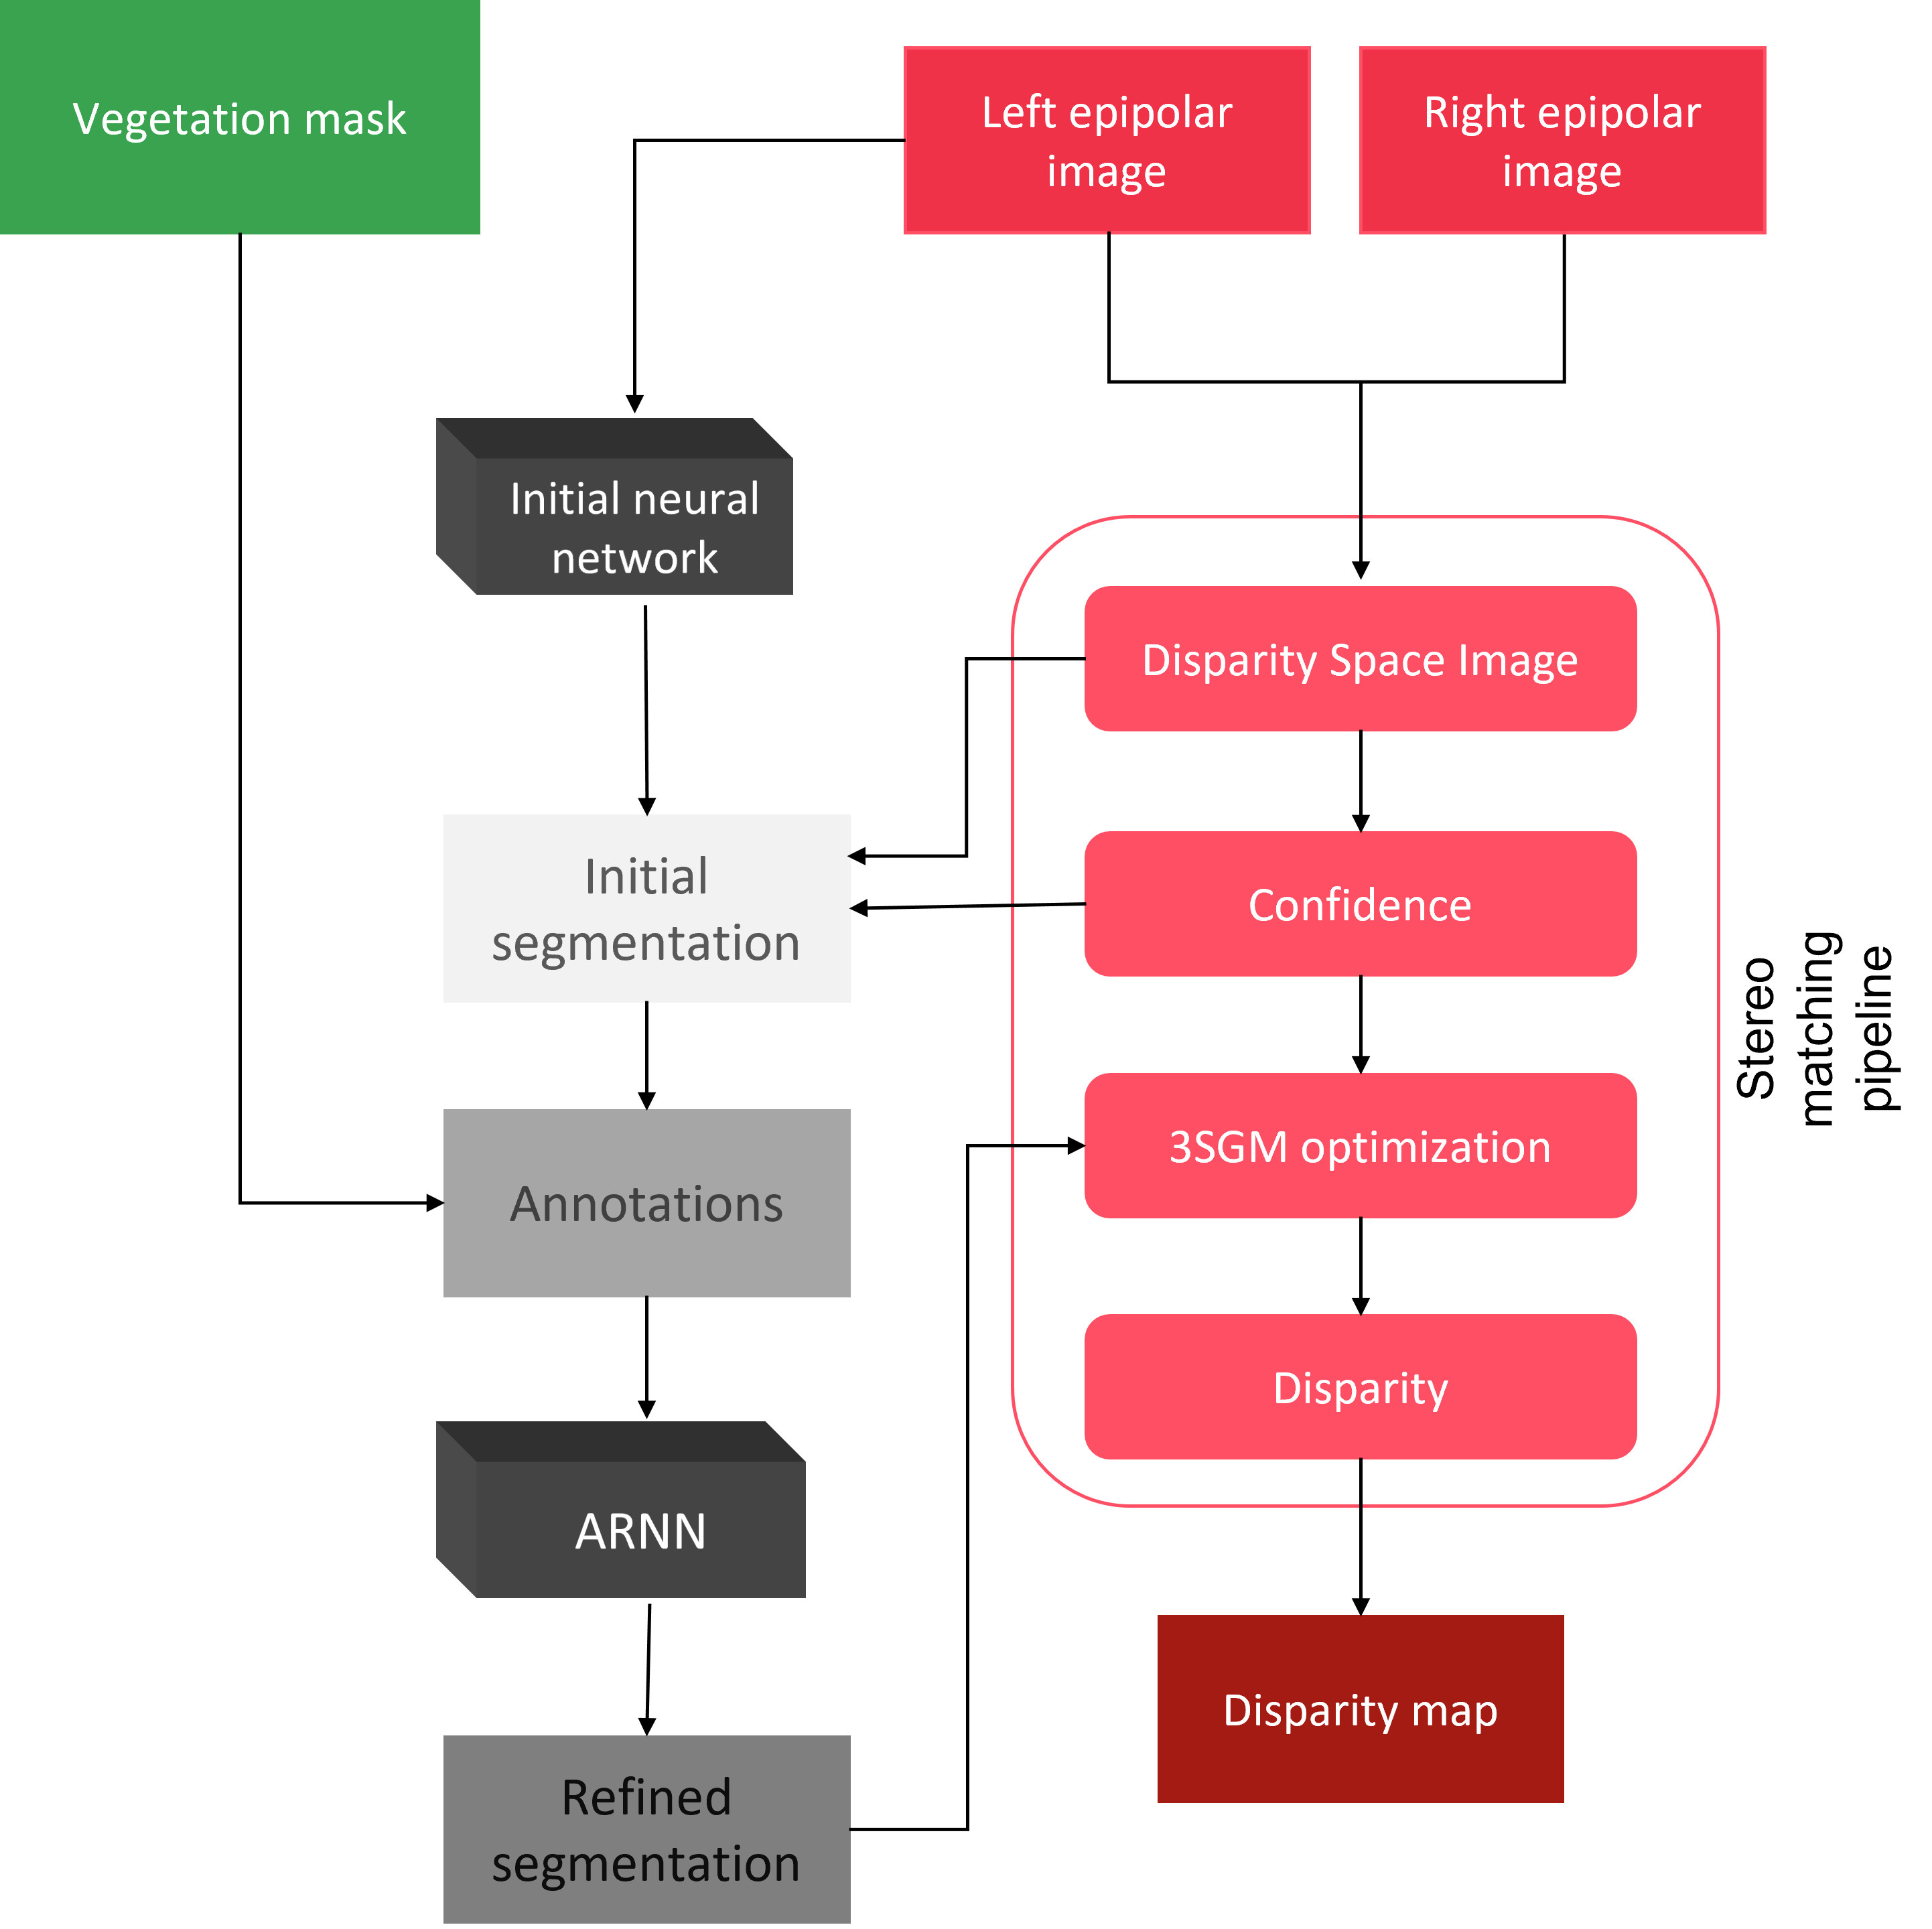 Vegetation mask
Left epipolar
image
Right epipolar
image
Initial neural
network
Disparity Space Image
Initial
segmentation
Confidence
Stereo
matching
pipeline
Annotations
3SGM optimization
Disparity
ARNN
Disparity map
Refined
segmentation